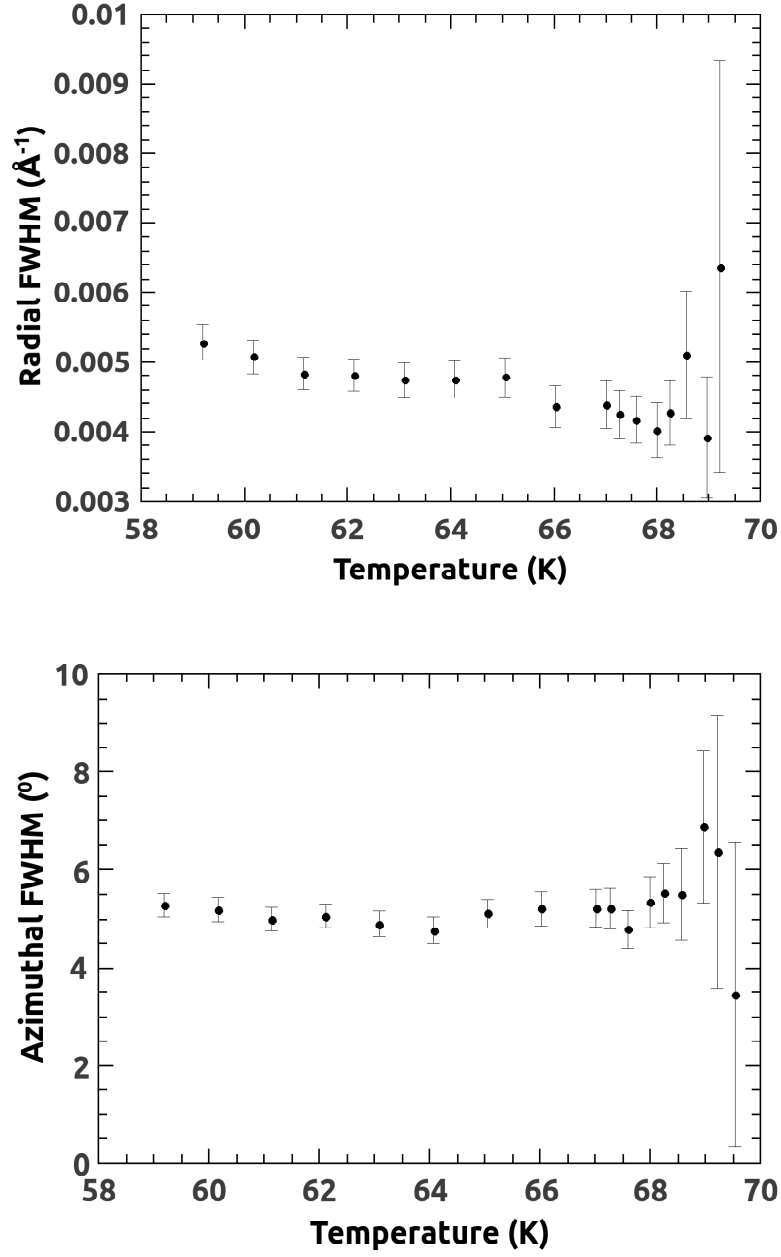 0.01
0.009
0.008
0.007
0.006
0.005
0.004
0.003
Radial FWHM (Å⁻¹)
58 60 62 64 66 68 70
Temperature (K)
10
8
6
4
2
0
Azimuthal FWHM (⁰)
58 60 62 64 66 68 70
Temperature (K)